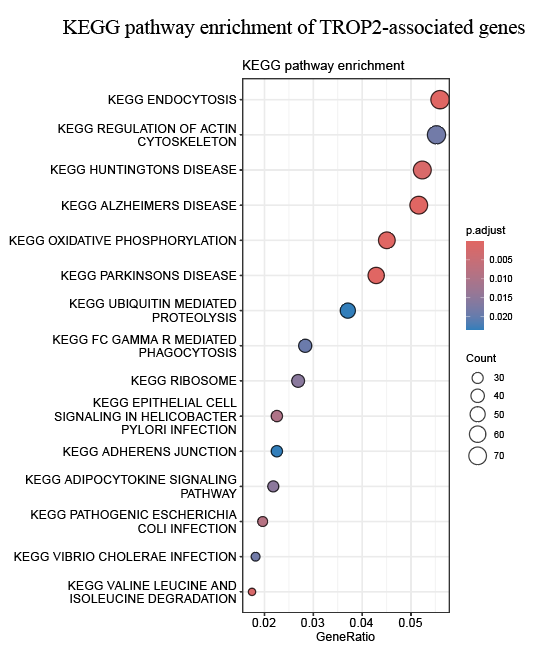 KEGG pathway enrichment of TROP2-associated genes
KEGG pathway enrichment
KEGG ENDOCYTOSIS
KEGG REGULATION OF ACTIN
CYTOSKELETON
KEGG HUNTINGTONS DISEASE
KEGG ALZHEIMERS DISEASE
KEGG OXIDATIVE PHOSPHORYLATION
KEGG PARKINSONS DISEASE
KEGG UBIQUITIN MEDIATED
PROTEOLYSIS
KEGG FC GAMMA R MEDIATED
PHAGOCYTOSIS
KEGG RIBOSOME
KEGG EPITHELIAL CELL
SIGNALING IN HELICOBACTER
PYLORI INFECTION
KEGG ADHERENS JUNCTION
KEGG ADIPOCYTOKINE SIGNALING
PATHWAY
KEGG PATHOGENIC ESCHERICHIA
COLI INFECTION
KEGG VIBRIO CHOLERAE INFECTION
KEGG VALINE LEUCINE AND
ISOLEUCINE DEGRADATION
0.02 0.03 0.04 0.05
GeneRatio
p.adjust
0.005
0.010
0.015
0.020
Count
30
40
50
60
70